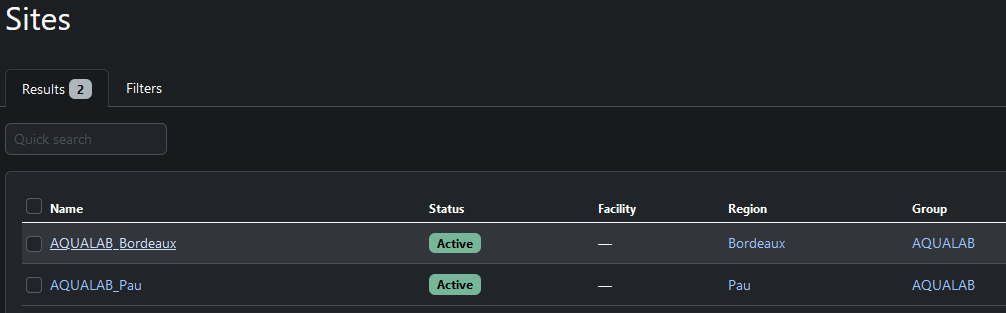 Sites
Results 2 Filters
Quick search
Name Status Facility Region Group
AQUALAB_Bordeaux Active — Bordeaux AQUALAB
AQUALAB_Pau Active — Pau AQUALAB